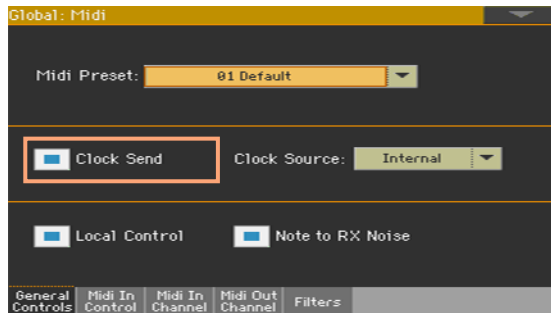 Global: Midi
Midi Preset: 01 Default
Clock Send Clock Source: Internal
Local Control Note to RX Noise
General Controls Midi In Control Midi In Channel Midi Out Channel Filters